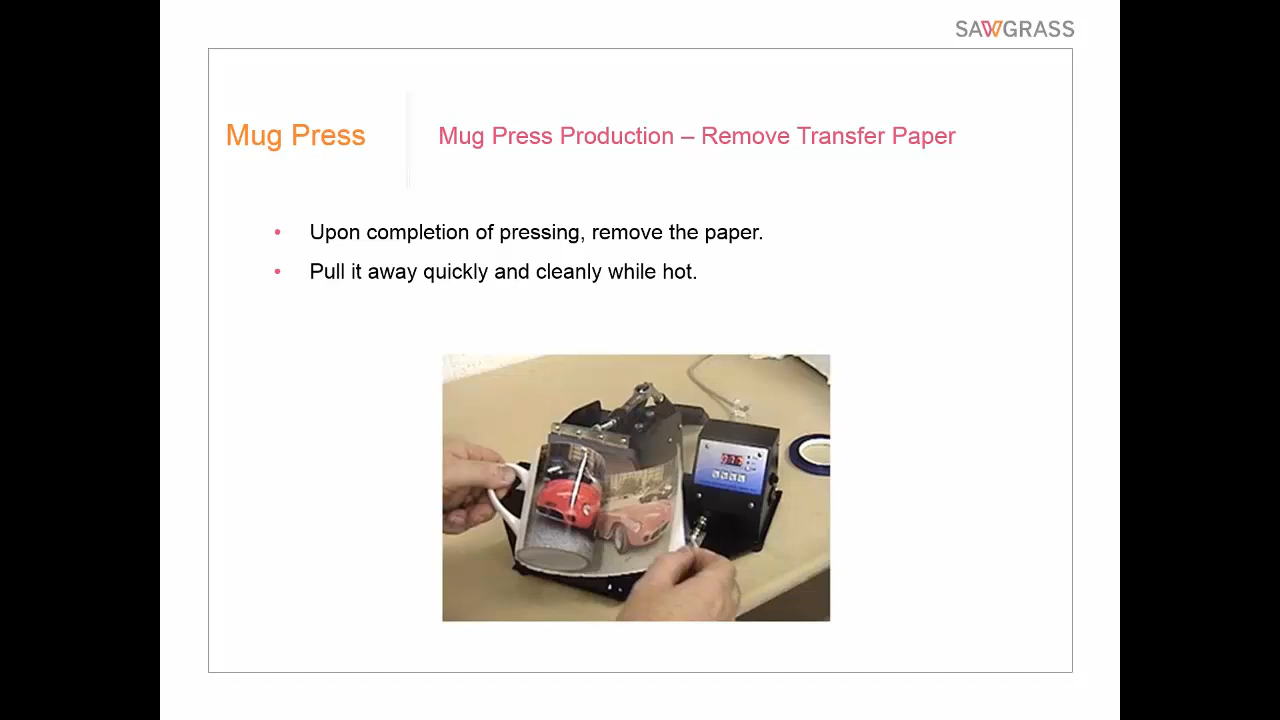 SAWGRASS
Mug Press
Mug Press Production – Remove Transfer Paper
• Upon completion of pressing, remove the paper.
• Pull it away quickly and cleanly while hot.